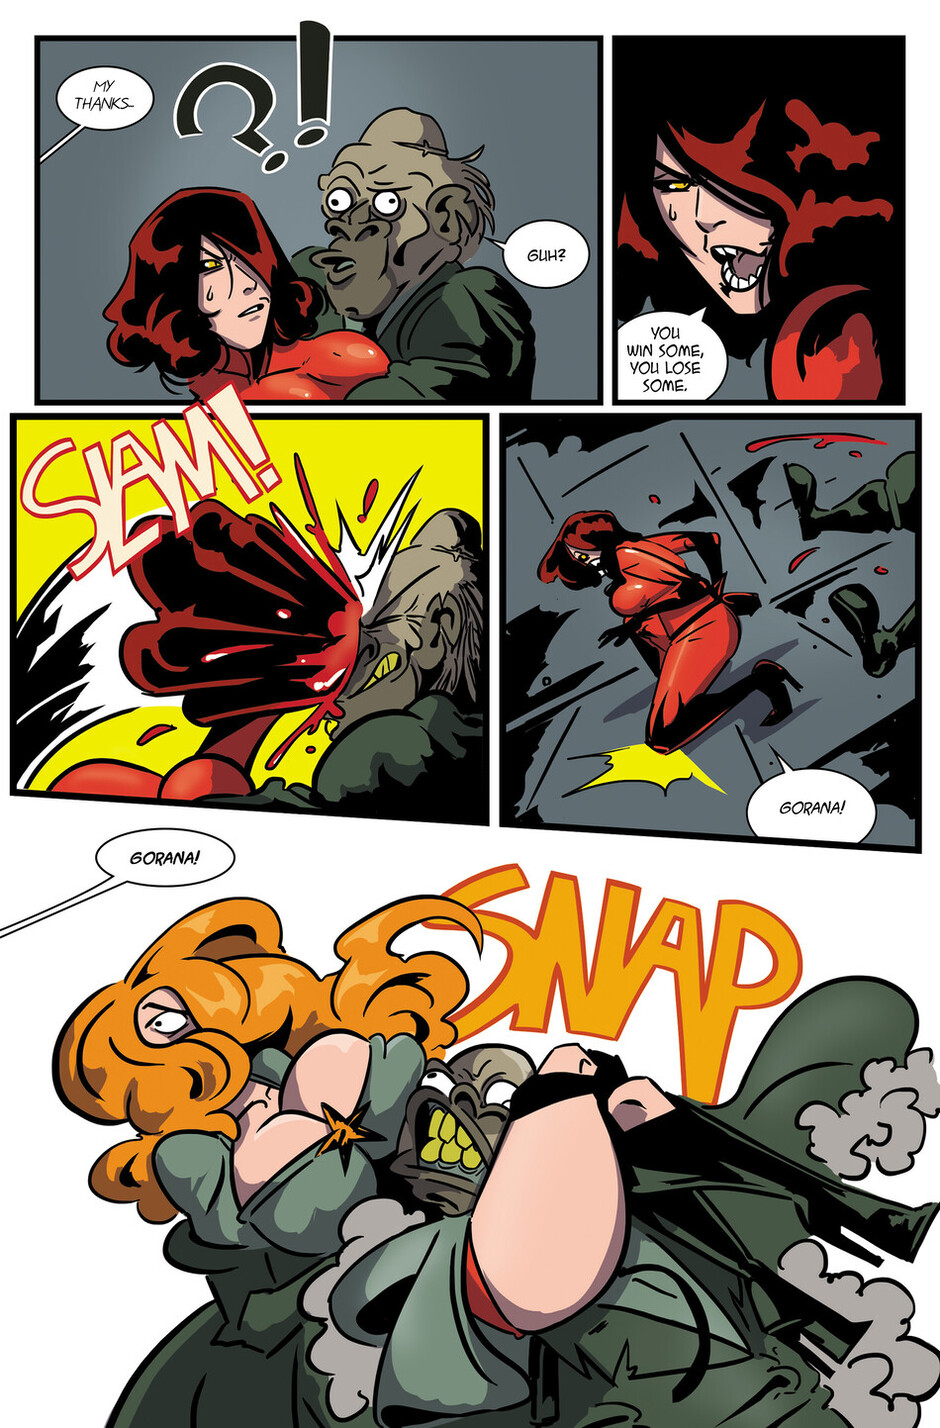 MY
THANKS...
?!
GUH?
YOU
WIN SOME,
YOU LOSE
SOME.
SLAM!
GORANA!
GORANA!
SNAP